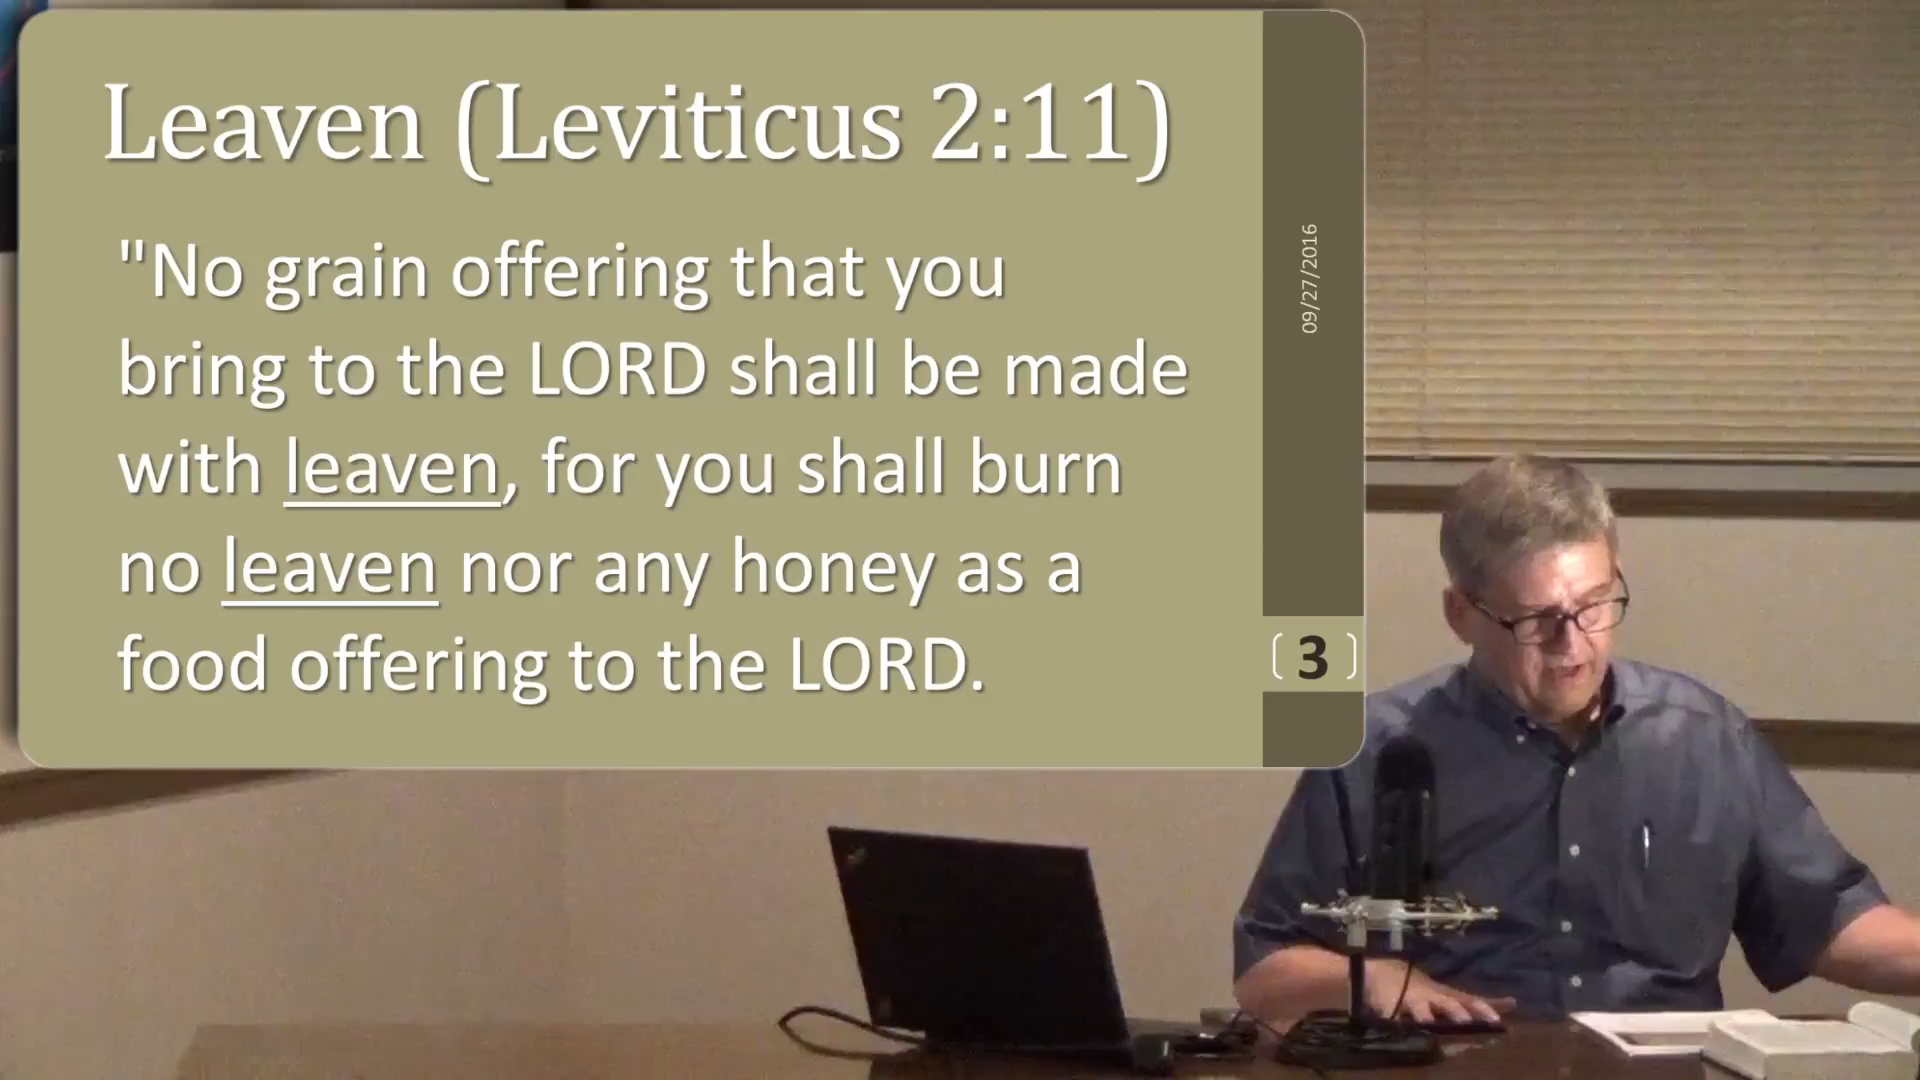 Leaven (Leviticus 2:11)
"No grain offering that you
bring to the LORD shall be made
with leaven, for you shall burn
no leaven nor any honey as a
food offering to the LORD.
09/27/2016
3